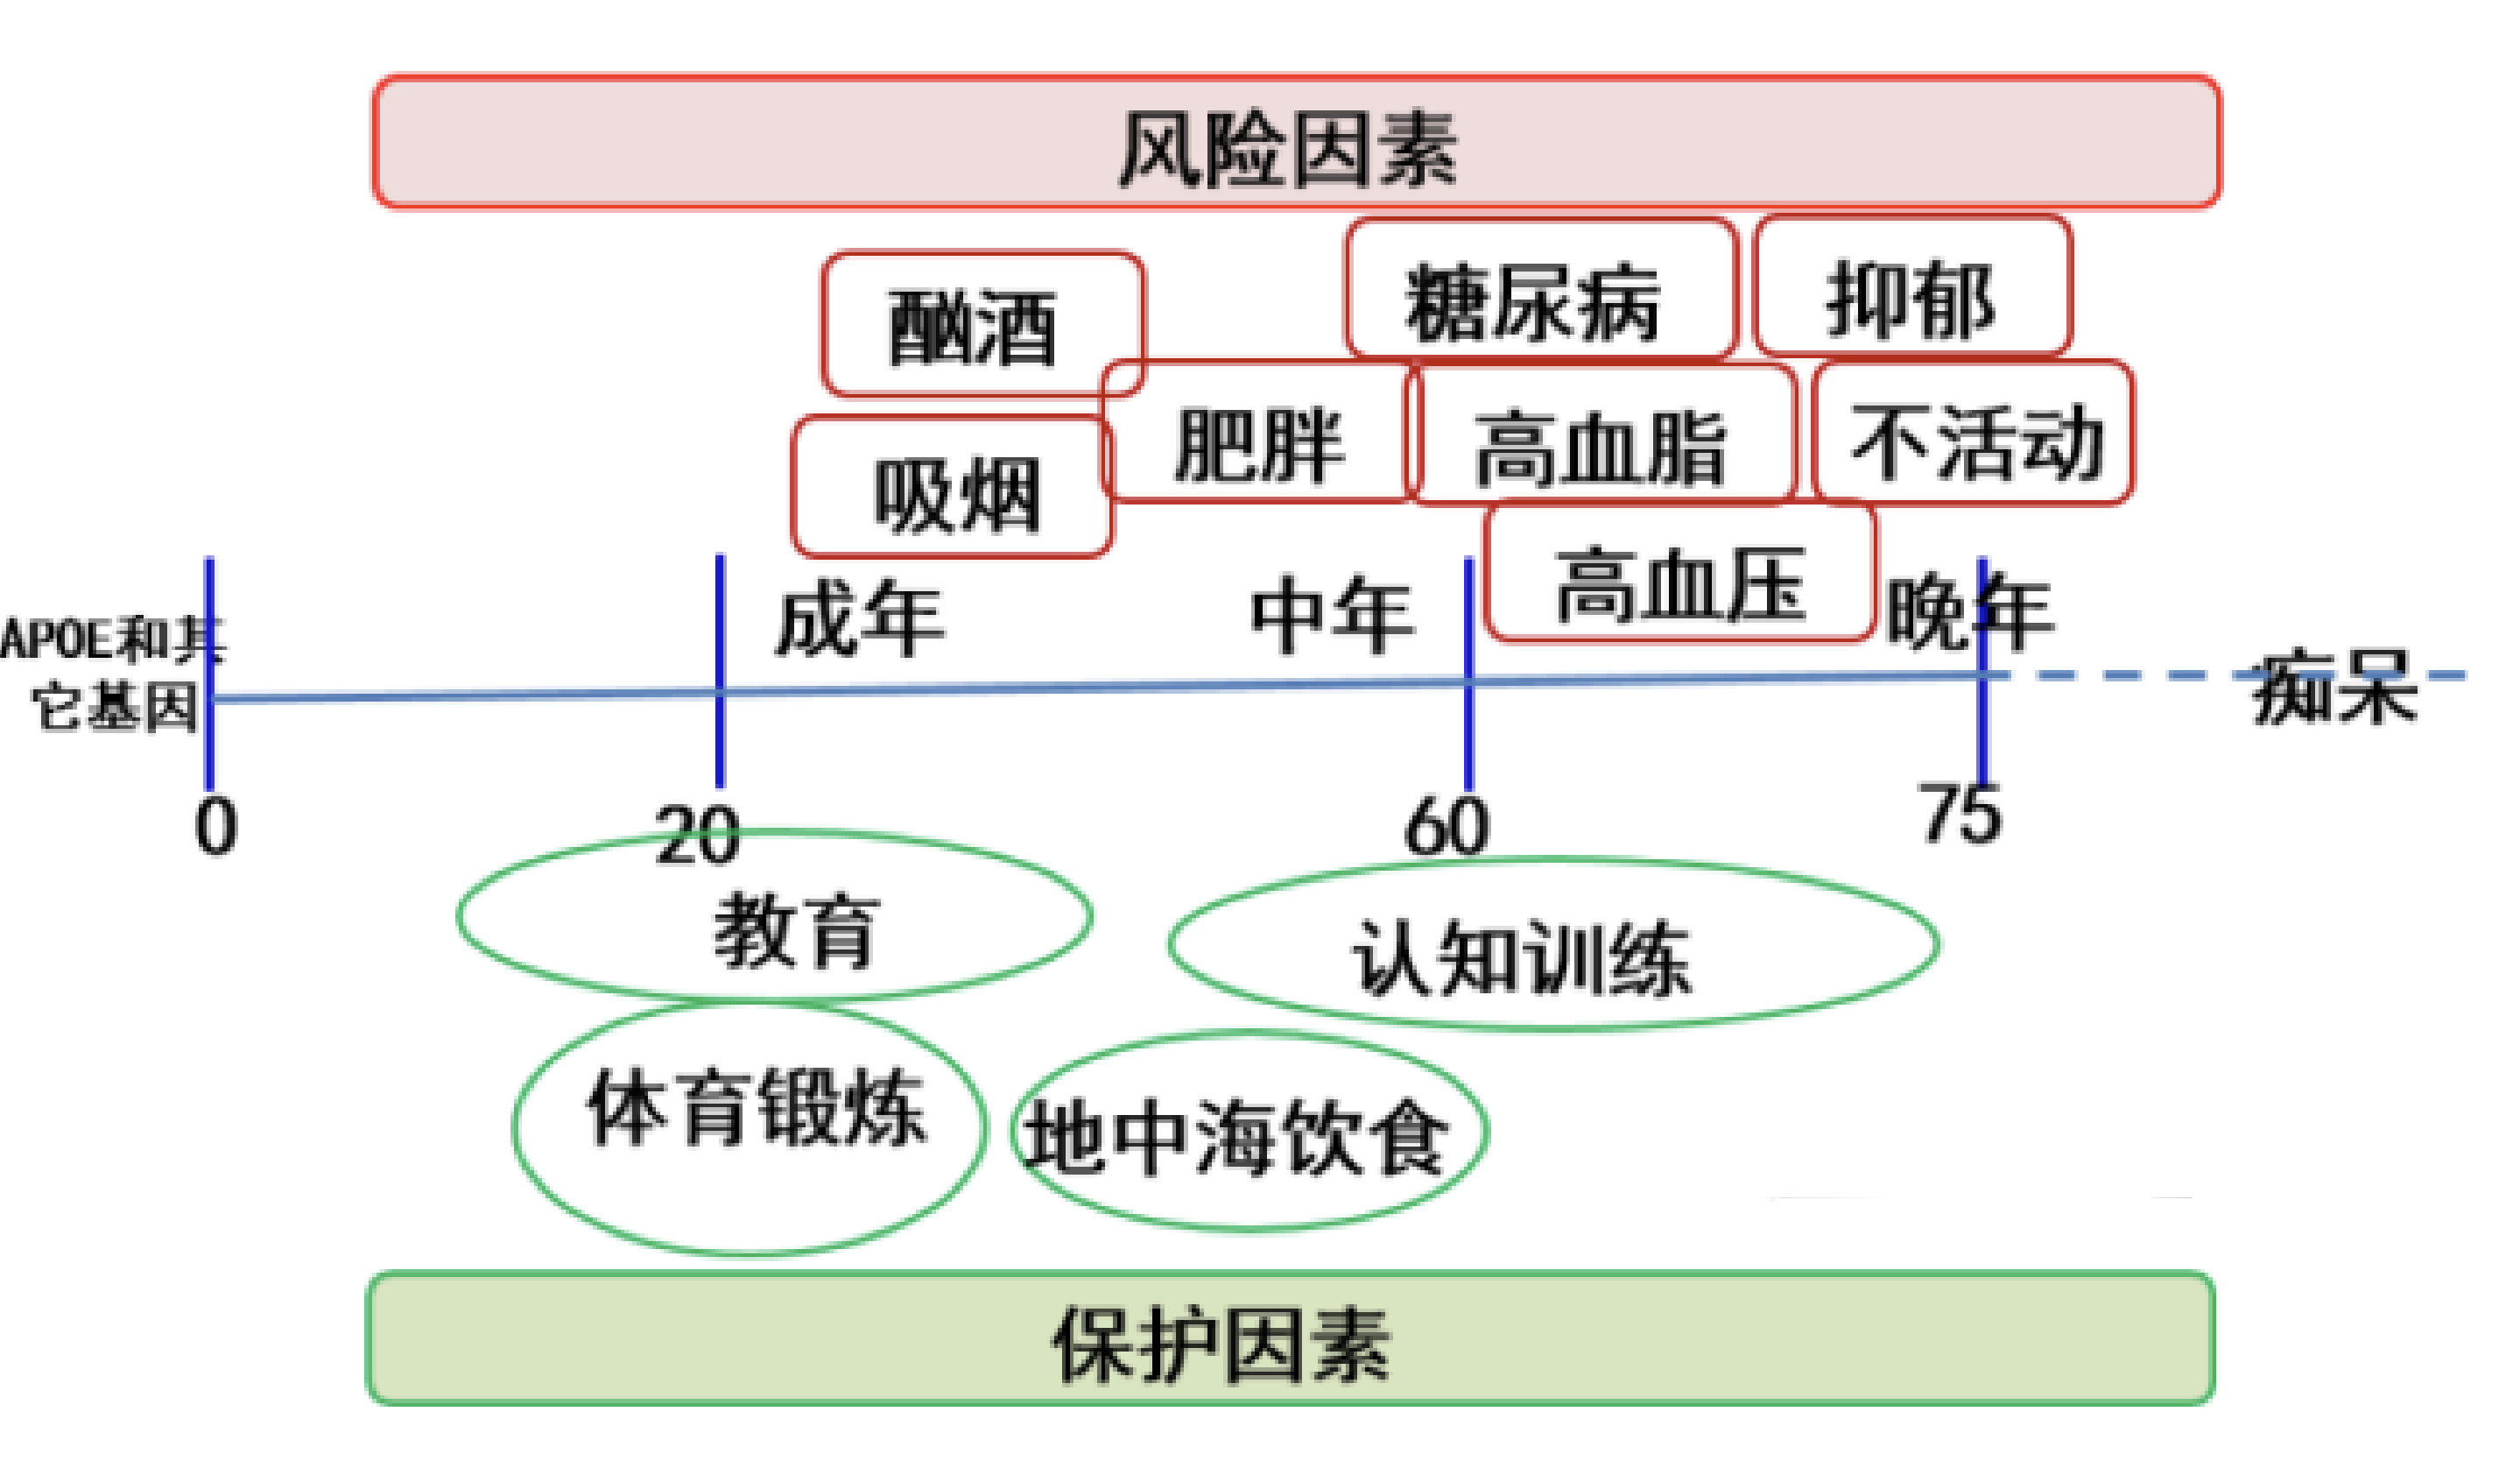 风险因素
糖尿病
抑郁
酗酒
肥胖
高血脂
不活动
吸烟
高血压
成年
中年
晚年
APOE和其
它基因
痴呆
0
20
60
75
教育
认知训练
体育锻炼
地中海饮食
保护因素